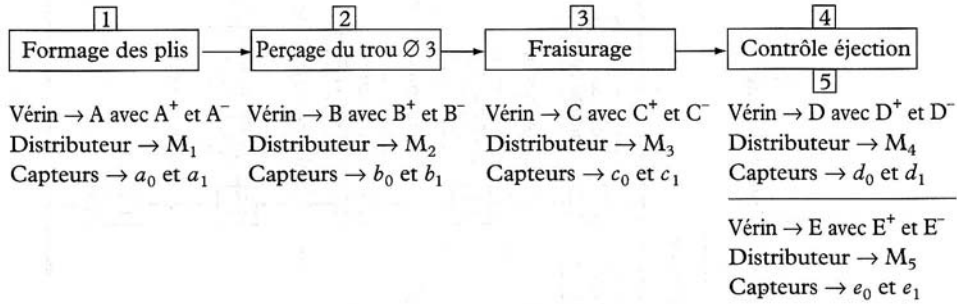 1
Formage des plis
2
Perçage du trou Ø 3
3
Fraisurage
4
Contrôle éjection
5
Vérin → A avec A⁺ et A⁻
Distributeur → M₁
Capteurs → a₀ et a₁
Vérin → B avec B⁺ et B⁻
Distributeur → M₂
Capteurs → b₀ et b₁
Vérin → C avec C⁺ et C⁻
Distributeur → M₃
Capteurs → c₀ et c₁
Vérin → D avec D⁺ et D⁻
Distributeur → M₄
Capteurs → d₀ et d₁
Vérin → E avec E⁺ et E⁻
Distributeur → M₅
Capteurs → e₀ et e₁